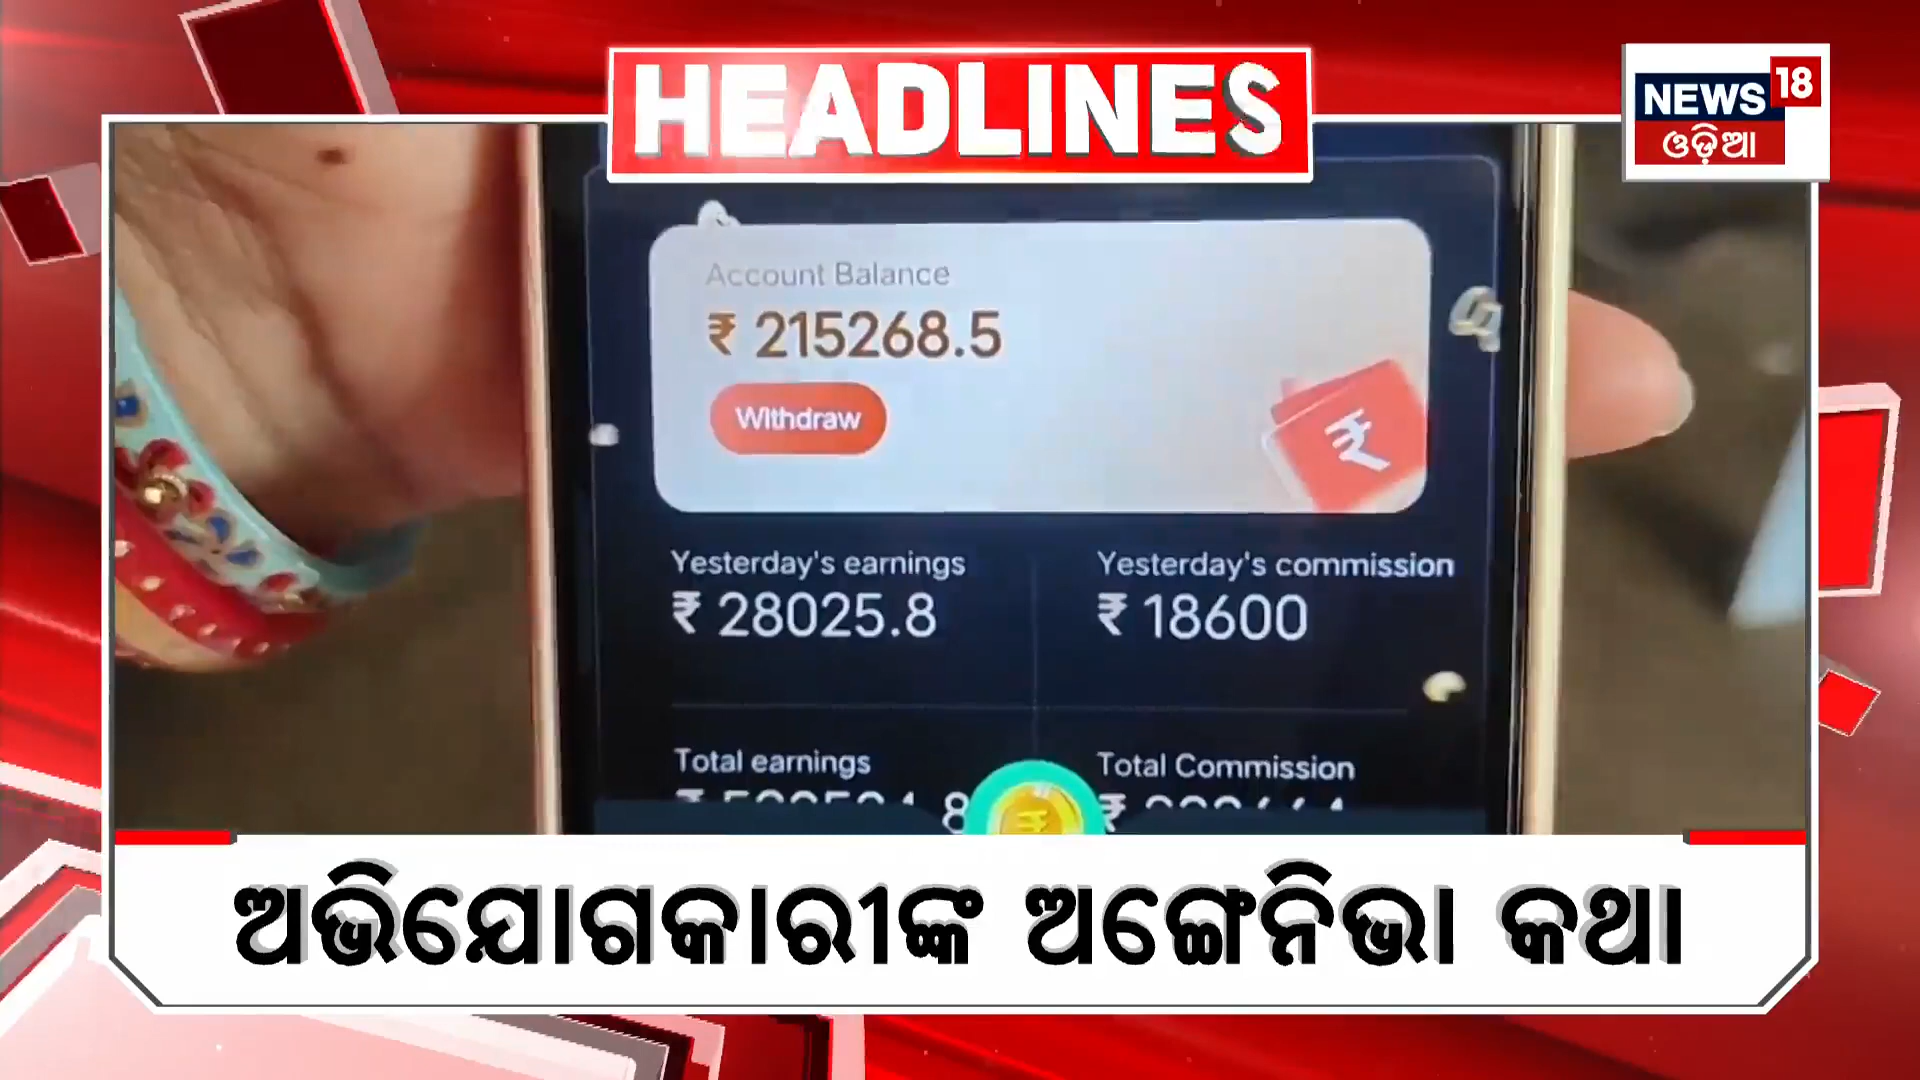 HEADLINES
NEWS 18
ଓଡ଼ିଆ
Account Balance
₹ 215268.5
Withdraw
Yesterday's earnings
₹ 28025.8
Yesterday's commission
₹ 18600
Total earnings
Total Commission
ଅଭିଯୋଗକାରୀଙ୍କ ଅଙ୍ଗେନିଭା କଥା